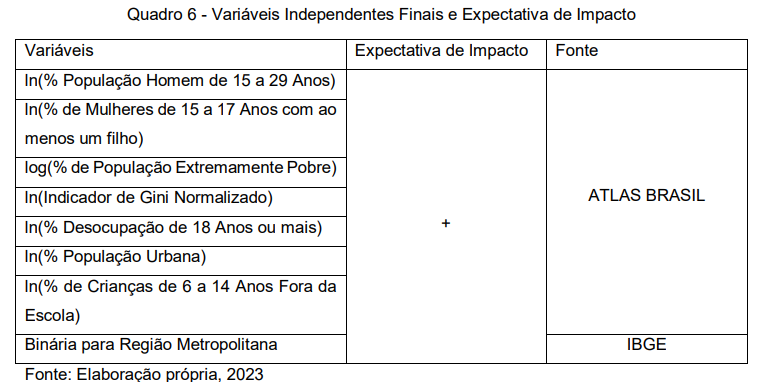 Quadro 6 - Variáveis Independentes Finais e Expectativa de Impacto
Variáveis
Expectativa de Impacto
Fonte
ln(% População Homem de 15 a 29 Anos)
ln(% de Mulheres de 15 a 17 Anos com ao
menos um filho)
log(% de População Extremamente Pobre)
ln(Indicador de Gini Normalizado)
ln(% Desocupação de 18 Anos ou mais)
ln(% População Urbana)
ln(% de Crianças de 6 a 14 Anos Fora da
Escola)
Binária para Região Metropolitana
+
ATLAS BRASIL
IBGE
Fonte: Elaboração própria, 2023